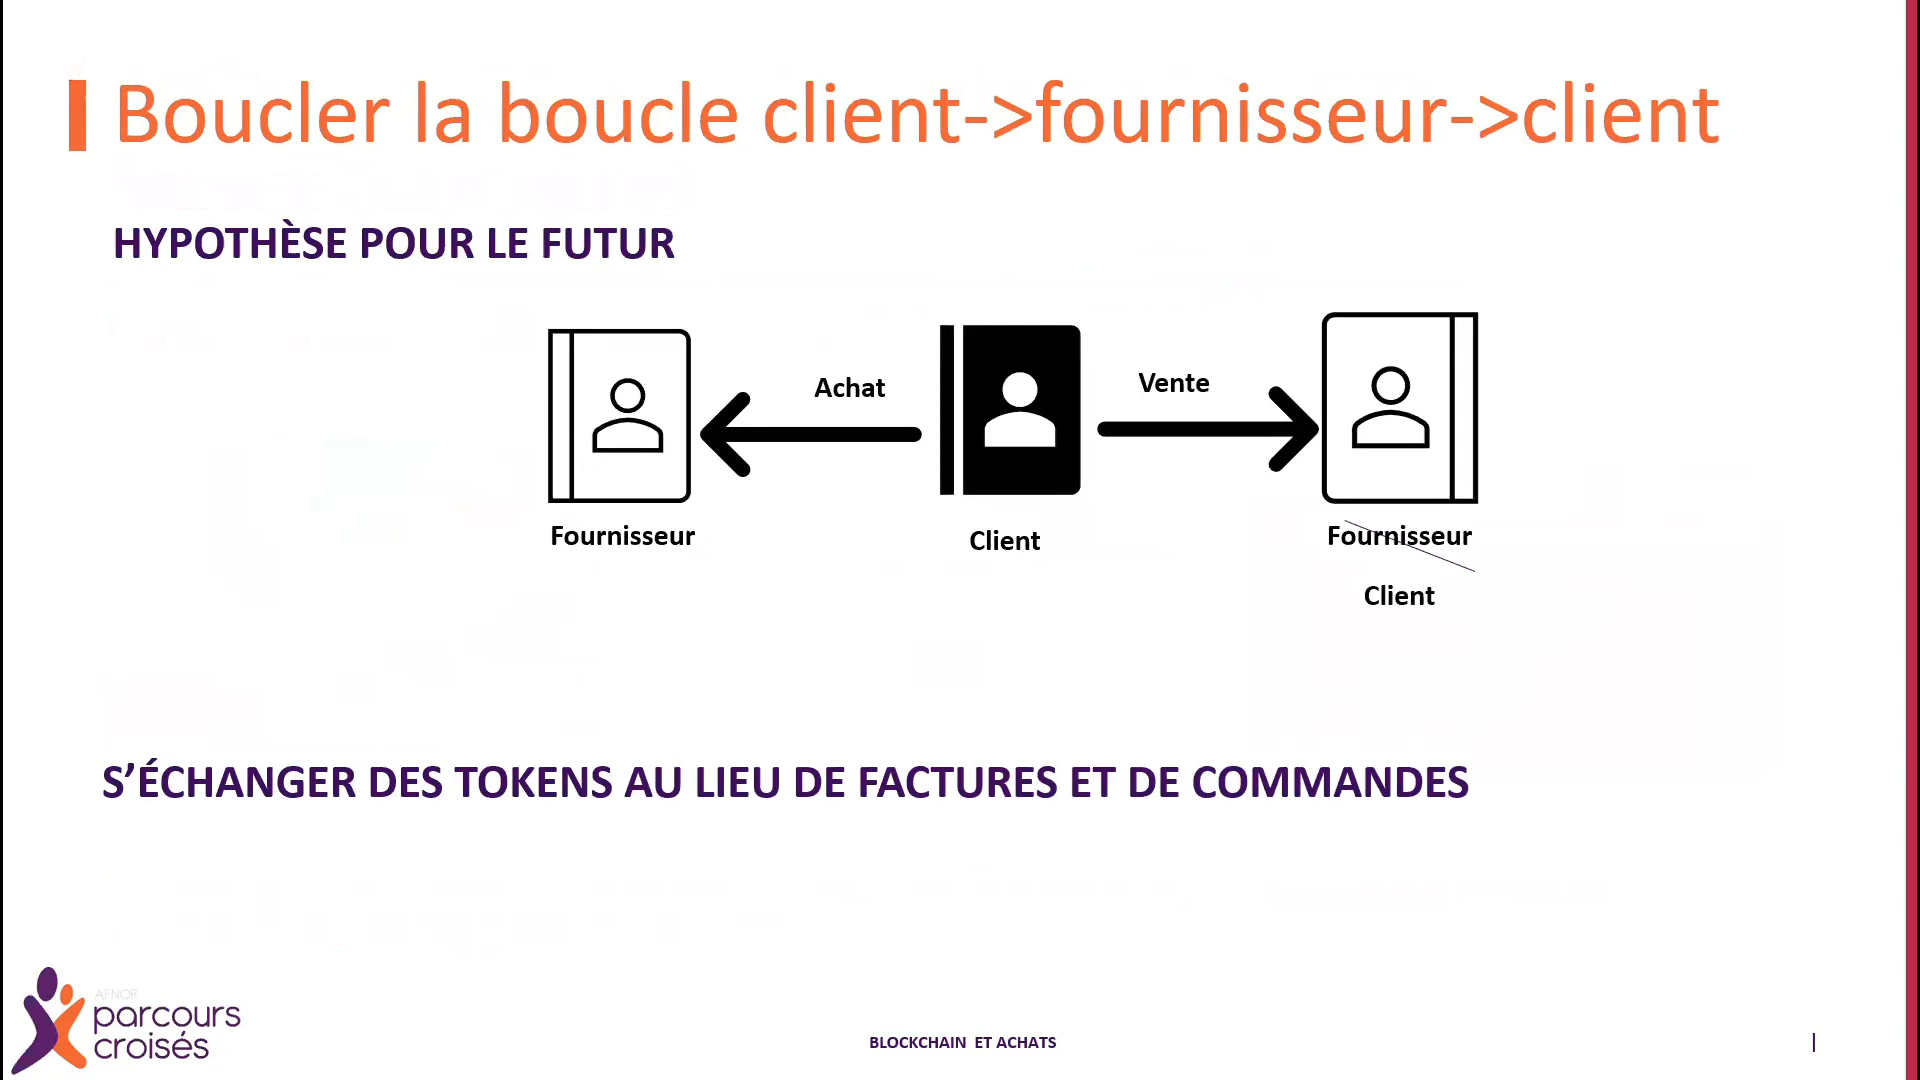 Boucler la boucle client->fournisseur->client
HYPOTHÈSE POUR LE FUTUR
Achat
Vente
Fournisseur
Client
Fournisseur
Client
S’ÉCHANGER DES TOKENS AU LIEU DE FACTURES ET DE COMMANDES
AFNOR
parcours
croisés
BLOCKCHAIN ET ACHATS